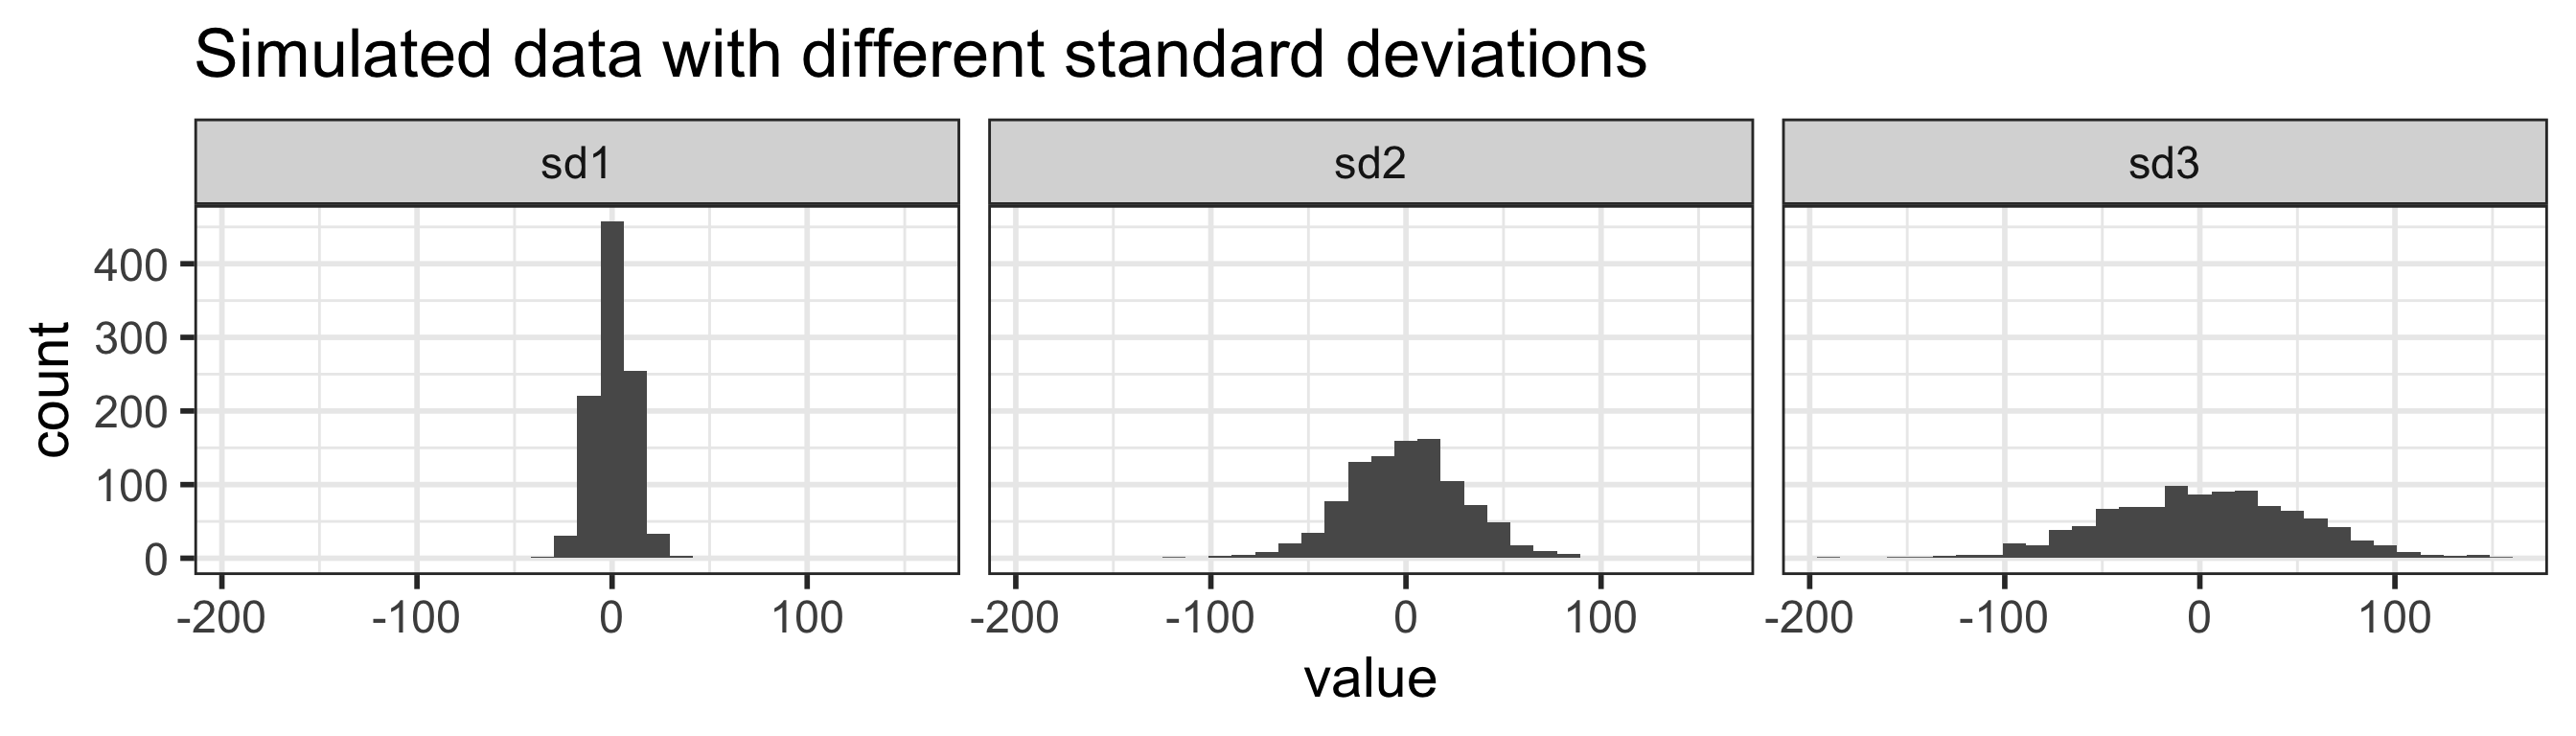 Simulated data with different standard deviations
sd1 sd2 sd3
count
400
300
200
100
0
-200 -100 0 100 -200 -100 0 100 -200 -100 0 100
value